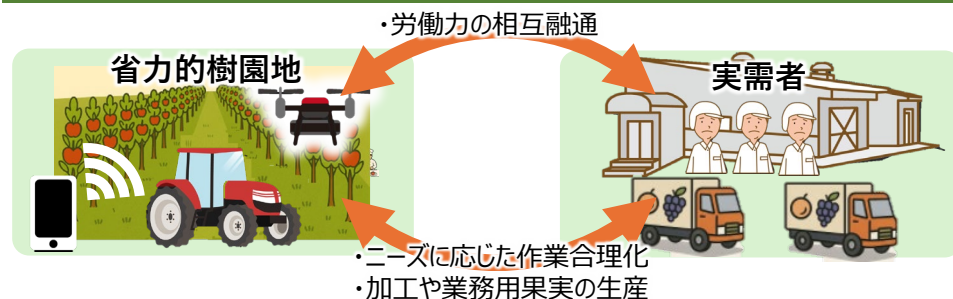 ・労働力の相互融通
省力的樹園地
実需者
・ニーズに応じた作業合理化
・加工や業務用果実の生産